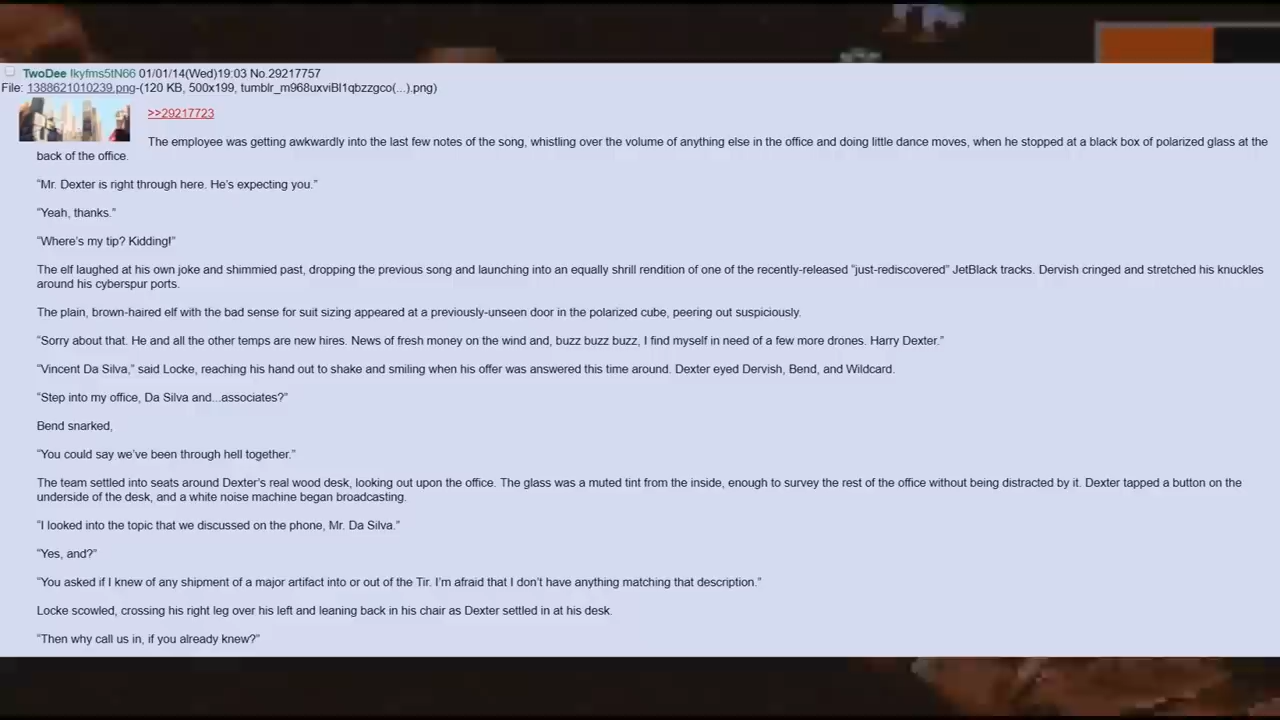 TwoDee !kyfms5tN66 01/01/14(Wed)19:03 No.29217757
File: 1388621010239.png-(120 KB, 500x199, tumblr_m968uxviBl1qbzzgco(...).png)
>>29217723
The employee was getting awkwardly into the last few notes of the song, whistling over the volume of anything else in the office and doing little dance moves, when he stopped at a black box of polarized glass at the
back of the office.
“Mr. Dexter is right through here. He’s expecting you.”
“Yeah, thanks.”
“Where’s my tip? Kidding!”
The elf laughed at his own joke and shimmied past, dropping the previous song and launching into an equally shrill rendition of one of the recently-released “just-rediscovered” JetBlack tracks. Dervish cringed and stretched his knuckles
around his cyberspur ports.
The plain, brown-haired elf with the bad sense for suit sizing appeared at a previously-unseen door in the polarized cube, peering out suspiciously.
“Sorry about that. He and all the other temps are new hires. News of fresh money on the wind and, buzz buzz buzz, I find myself in need of a few more drones. Harry Dexter.”
“Vincent Da Silva,” said Locke, reaching his hand out to shake and smiling when his offer was answered this time around. Dexter eyed Dervish, Bend, and Wildcard.
“Step into my office, Da Silva and...associates?”
Bend snarked,
“You could say we’ve been through hell together.”
The team settled into seats around Dexter’s real wood desk, looking out upon the office. The glass was a muted tint from the inside, enough to survey the rest of the office without being distracted by it. Dexter tapped a button on the
underside of the desk, and a white noise machine began broadcasting.
“I looked into the topic that we discussed on the phone, Mr. Da Silva.”
“Yes, and?”
“You asked if I knew of any shipment of a major artifact into or out of the Tir. I’m afraid that I don’t have anything matching that description.”
Locke scowled, crossing his right leg over his left and leaning back in his chair as Dexter settled in at his desk.
“Then why call us in, if you already knew?”